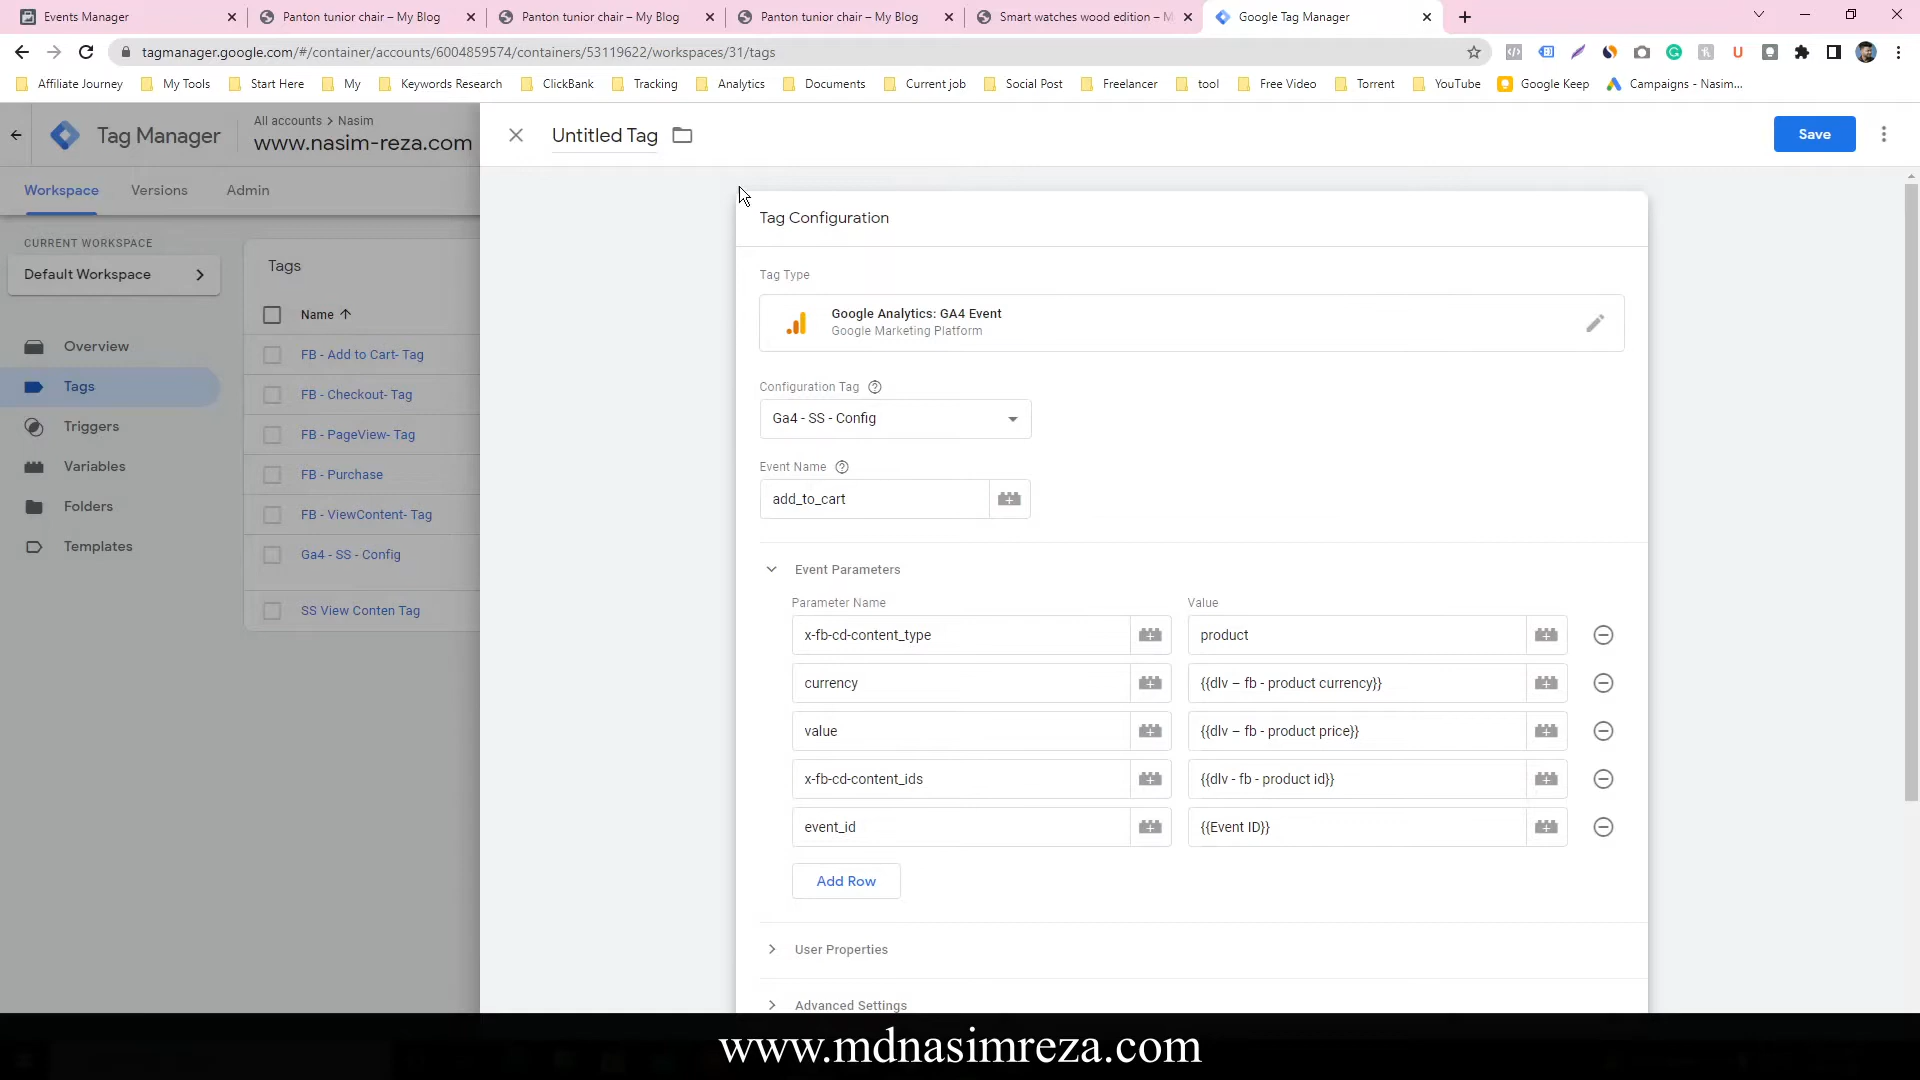 Events Manager
Panton tunior chair – My Blog
Panton tunior chair – My Blog
Panton tunior chair – My Blog
Smart watches wood edition – M
Google Tag Manager
tagmanager.google.com/#/container/accounts/6004859574/containers/53119622/workspaces/31/tags
Affiliate Journey
My Tools
Start Here
My
Keywords Research
ClickBank
Tracking
Analytics
Documents
Current job
Social Post
Freelancer
tool
Free Video
Torrent
YouTube
Google Keep
Campaigns - Nasim...
Tag Manager
All accounts > Nasim
www.nasim-reza.com
Untitled Tag
Save
Workspace
Versions
Admin
CURRENT WORKSPACE
Default Workspace
Overview
Tags
Triggers
Variables
Folders
Templates
Tags
Name
FB - Add to Cart- Tag
FB - Checkout- Tag
FB - PageView- Tag
FB - Purchase
FB - ViewContent- Tag
Ga4 - SS - Config
SS View Conten Tag
Tag Configuration
Tag Type
Google Analytics: GA4 Event
Google Marketing Platform
Configuration Tag
Ga4 - SS - Config
Event Name
add_to_cart
Event Parameters
Parameter Name
Value
x-fb-cd-content_type
product
currency
{{dlv – fb - product currency}}
value
{{dlv – fb - product price}}
x-fb-cd-content_ids
{{dlv - fb - product id}}
event_id
{{Event ID}}
Add Row
User Properties
Advanced Settings
www.mdnasimreza.com